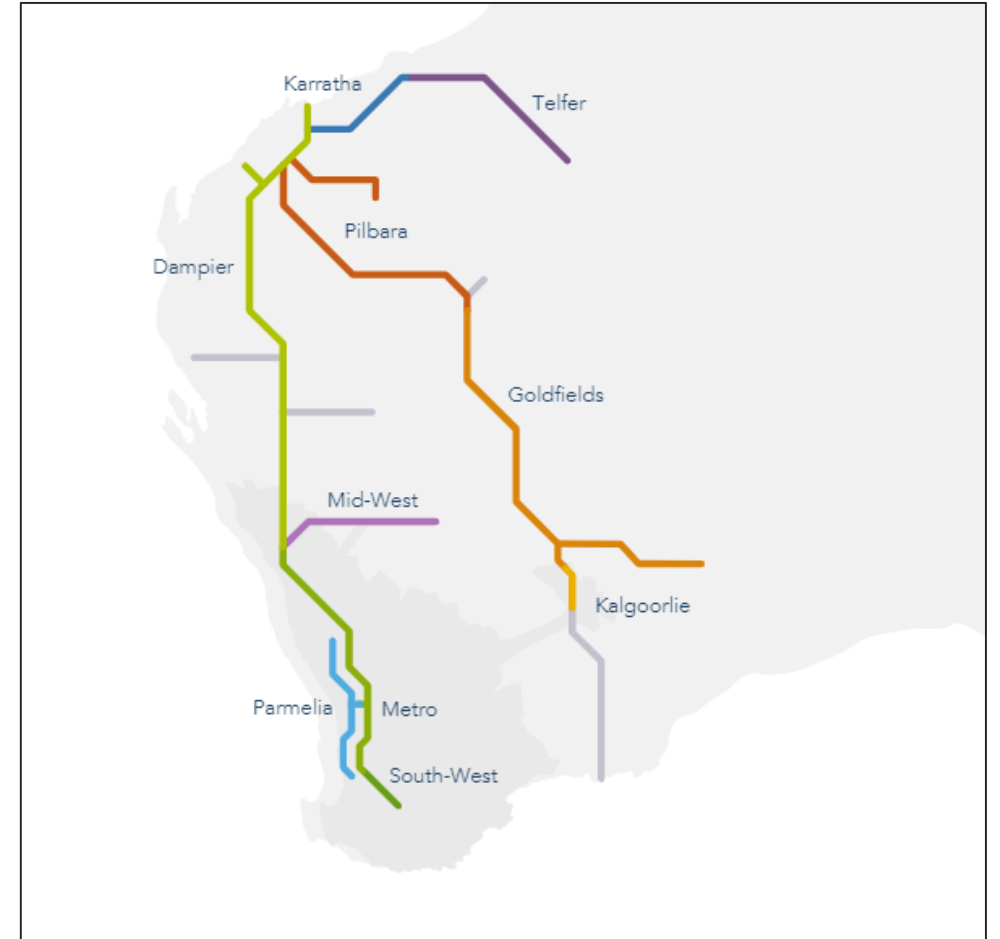 Karratha
Telfer
Pilbara
Dampier
Goldfields
Mid-West
Kalgoorlie
Parmelia
Metro
South-West